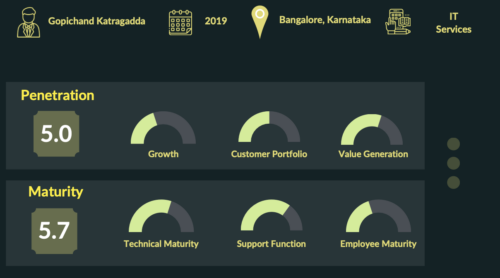 Gopichand Katragadda
2019
Bangalore, Karnataka
IT
Services
Penetration
5.0
Growth
Customer Portfolio
Value Generation
Maturity
5.7
Technical Maturity
Support Function
Employee Maturity